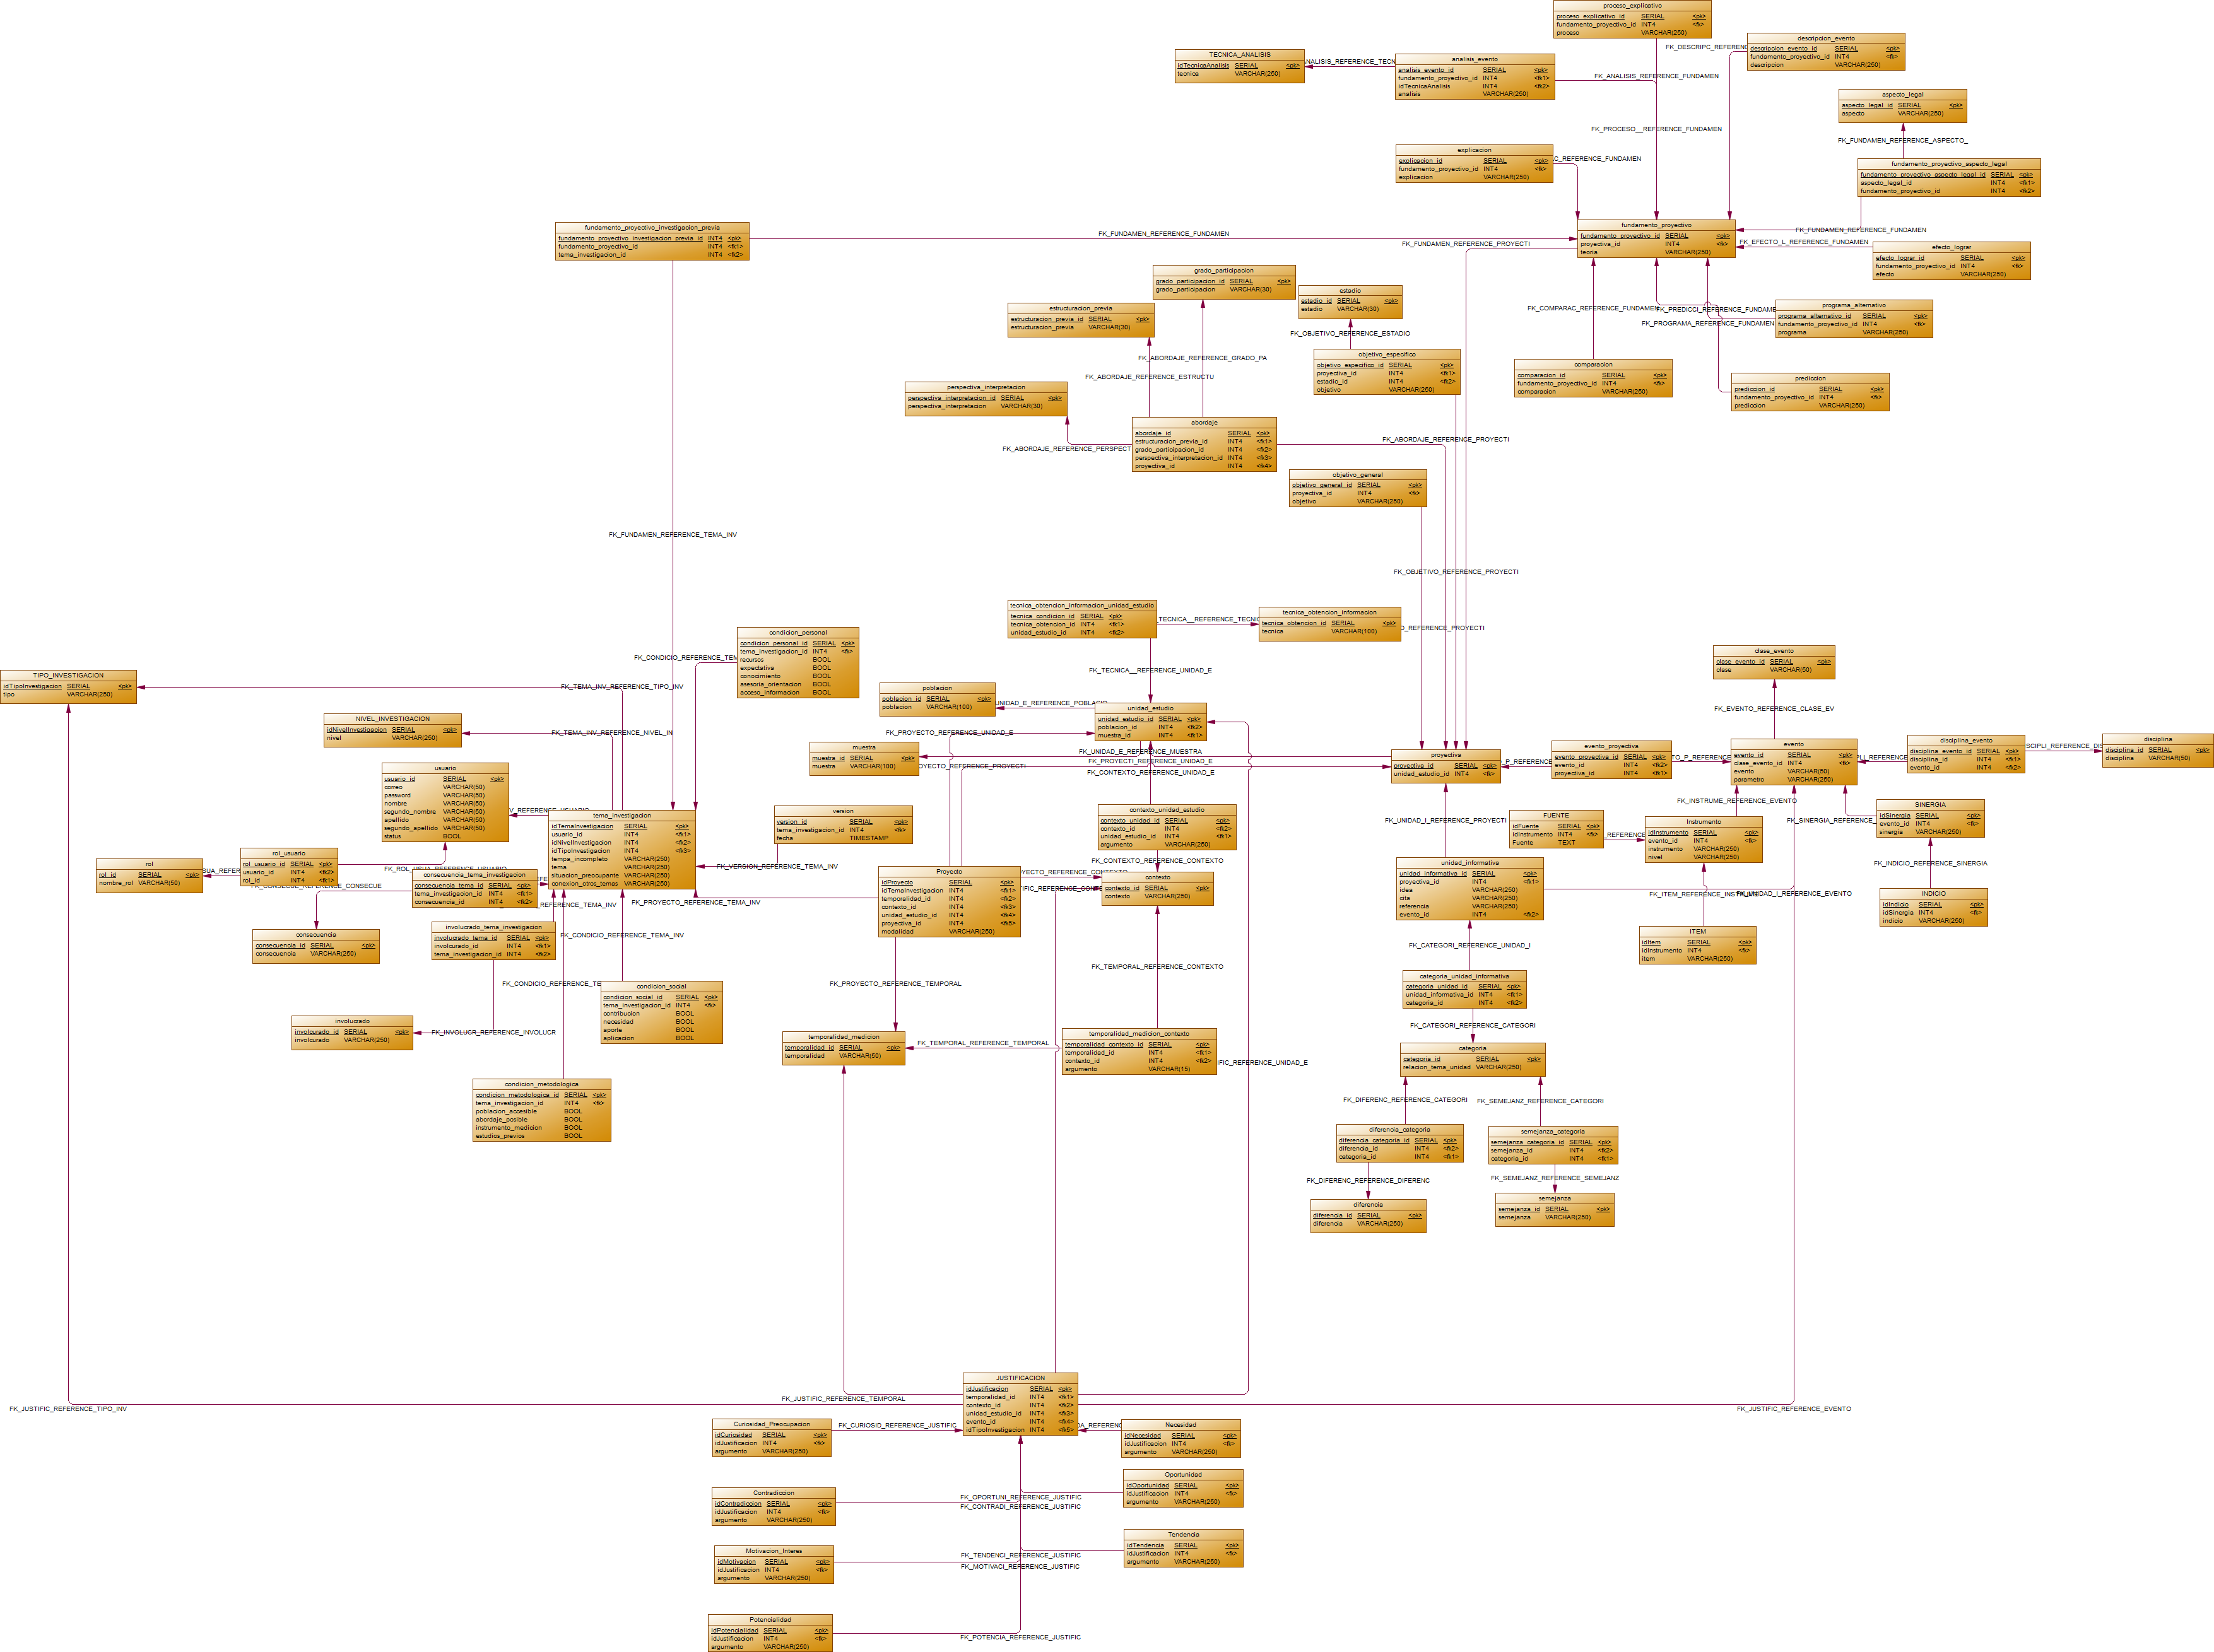 proceso_explicativo
proceso_explicativo_id SERIAL <pk>
fundamento_proyectivo_id INT4 <fk>
proceso VARCHAR(250)
descripcion_evento
descripcion_evento_id SERIAL <pk>
fundamento_proyectivo_id INT4 <fk>
descripcion VARCHAR(250)
FK_DESCRIPC_REFERENC
TECNICA_ANALISIS
idTecnicaAnalisis SERIAL <pk>
tecnica VARCHAR(250)
ANALISIS_REFERENCE_TECN
analisis_evento
analisis_evento_id SERIAL <pk>
fundamento_proyectivo_id INT4 <fk1>
idTecnicaAnalisis INT4 <fk2>
analisis VARCHAR(250)
FK_ANALISIS_REFERENCE_FUNDAMEN
aspecto_legal
aspecto_legal_id SERIAL <pk>
aspecto VARCHAR(250)
FK_PROCESO__REFERENCE_FUNDAMEN
FK_FUNDAMEN_REFERENCE_ASPECTO_
explicacion
explicacion_id SERIAL <pk>
fundamento_proyectivo_id INT4 <fk>
explicacion VARCHAR(250)
C_REFERENCE_FUNDAMEN
fundamento_proyectivo_aspecto_legal
fundamento_proyectivo_aspecto_legal_id SERIAL <pk>
aspecto_legal_id INT4 <fk1>
fundamento_proyectivo_id INT4 <fk2>
fundamento_proyectivo_investigacion_previa
fundamento_proyectivo_investigacion_previa_id INT4 <pk>
fundamento_proyectivo_id INT4 <fk1>
tema_investigacion_id INT4 <fk2>
FK_FUNDAMEN_REFERENCE_FUNDAMEN
FK_FUNDAMEN_REFERENCE_PROYECTI
fundamento_proyectivo
fundamento_proyectivo_id SERIAL <pk>
proyectiva_id INT4 <fk>
teoria VARCHAR(250)
FK_FUNDAMEN_REFERENCE_FUNDAMEN
FK_EFECTO_L_REFERENCE_FUNDAMEN
efecto_lograr
efecto_lograr_id SERIAL <pk>
fundamento_proyectivo_id INT4 <fk>
efecto VARCHAR(250)
grado_participacion
grado_participacion_id SERIAL <pk>
grado_participacion VARCHAR(30)
estadio
estadio_id SERIAL <pk>
estadio VARCHAR(30)
estructuracion_previa
estructuracion_previa_id SERIAL <pk>
estructuracion_previa VARCHAR(30)
FK_COMPARAC_REFERENCE_FUNDAMEN
FK_PREDICCI_REFERENCE_FUNDAME
FK_PROGRAMA_REFERENCE_FUNDAMEN
programa_alternativo
programa_alternativo_id SERIAL <pk>
fundamento_proyectivo_id INT4 <fk>
programa VARCHAR(250)
FK_OBJETIVO_REFERENCE_ESTADIO
FK_ABORDAJE_REFERENCE_GRADO_PA
FK_ABORDAJE_REFERENCE_ESTRUCTU
objetivo_especifico
objetivo_especifico_id SERIAL <pk>
proyectiva_id INT4 <fk1>
estadio_id INT4 <fk2>
objetivo VARCHAR(250)
comparacion
comparacion_id SERIAL <pk>
fundamento_proyectivo_id INT4 <fk>
comparacion VARCHAR(250)
prediccion
prediccion_id SERIAL <pk>
fundamento_proyectivo_id INT4 <fk>
prediccion VARCHAR(250)
perspectiva_interpretacion
perspectiva_interpretacion_id SERIAL <pk>
perspectiva_interpretacion VARCHAR(30)
abordaje
abordaje_id SERIAL <pk>
estructuracion_previa_id INT4 <fk1>
grado_participacion_id INT4 <fk2>
perspectiva_interpretacion_id INT4 <fk3>
proyectiva_id INT4 <fk4>
FK_ABORDAJE_REFERENCE_PERSPECT
FK_ABORDAJE_REFERENCE_PROYECTI
objetivo_general
objetivo_general_id SERIAL <pk>
proyectiva_id INT4 <fk>
objetivo VARCHAR(250)
FK_FUNDAMEN_REFERENCE_TEMA_INV
FK_OBJETIVO_REFERENCE_PROYECTI
tecnica_obtencion_informacion_unidad_estudio
tecnica_condicion_id SERIAL <pk>
tecnica_obtencion_id INT4 <fk1>
unidad_estudio_id INT4 <fk2>
TECNICA__REFERENCE_TECNIC
tecnica_obtencion_informacion
tecnica_obtencion_id SERIAL <pk>
tecnica VARCHAR(100)
O_REFERENCE_PROYECTI
condicion_personal
condicion_personal_id SERIAL <pk>
tema_investigacion_id INT4 <fk>
recursos BOOL
expectativa BOOL
conocimiento BOOL
asesoria_orientacion BOOL
acceso_informacion BOOL
FK_CONDICIO_REFERENCE_TEM
FK_TECNICA__REFERENCE_UNIDAD_E
clase_evento
clase_evento_id SERIAL <pk>
clase VARCHAR(50)
TIPO_INVESTIGACION
idTipoInvestigacion SERIAL <pk>
tipo VARCHAR(250)
FK_TEMA_INV_REFERENCE_TIPO_INV
poblacion
poblacion_id SERIAL <pk>
poblacion VARCHAR(100)
UNIDAD_E_REFERENCE_POBLACIO
unidad_estudio
unidad_estudio_id SERIAL <pk>
poblacion_id INT4 <fk2>
muestra_id INT4 <fk1>
FK_EVENTO_REFERENCE_CLASE_EV
NIVEL_INVESTIGACION
idNivelInvestigacion SERIAL <pk>
nivel VARCHAR(250)
FK_TEMA_INV_REFERENCE_NIVEL_IN
FK_PROYECTO_REFERENCE_UNIDAD_E
muestra
muestra_id SERIAL <pk>
muestra VARCHAR(100)
FK_UNIDAD_E_REFERENCE_MUESTRA
FK_PROYECTI_REFERENCE_UNIDAD_E
OYECTO_REFERENCE_PROYECTI
FK_CONTEXTO_REFERENCE_UNIDAD_E
proyectiva
proyectiva_id SERIAL <pk>
unidad_estudio_id INT4 <fk>
_P_REFERENCE
evento_proyectiva
evento_proyectiva_id SERIAL <pk>
evento_id INT4 <fk2>
proyectiva_id INT4 <fk1>
TO_P_REFERENCE
evento
evento_id SERIAL <pk>
clase_evento_id INT4 <fk>
evento VARCHAR(50)
parametro VARCHAR(250)
PLI_REFERENCE
disciplina_evento
disciplina_evento_id SERIAL <pk>
disciplina_id INT4 <fk1>
evento_id INT4 <fk2>
SCIPLI_REFERENCE_DIS
disciplina
disciplina_id SERIAL <pk>
disciplina VARCHAR(50)
usuario
usuario_id SERIAL <pk>
correo VARCHAR(50)
password VARCHAR(50)
nombre VARCHAR(50)
segundo_nombre VARCHAR(50)
apellido VARCHAR(50)
segundo_apellido VARCHAR(50)
status BOOL
V_REFERENCE_USUARIO
tema_investigacion
idTemaInvestigacion SERIAL <pk>
usuario_id INT4 <fk1>
idNivelInvestigacion INT4 <fk2>
idTipoInvestigacion INT4 <fk3>
tempa_incompleto VARCHAR(250)
tema VARCHAR(250)
situacion_preocupante VARCHAR(250)
conexion_otros_temas VARCHAR(250)
version
version_id SERIAL <pk>
tema_investigacion_id INT4 <fk>
fecha TIMESTAMP
FK_VERSION_REFERENCE_TEMA_INV
contexto_unidad_estudio
contexto_unidad_id SERIAL <pk>
contexto_id INT4 <fk2>
unidad_estudio_id INT4 <fk1>
argumento VARCHAR(250)
FK_INSTRUME_REFERENCE_EVENTO
FUENTE
idFuente SERIAL <pk>
idInstrumento INT4 <fk>
Fuente TEXT
_REFERENCE
Instrumento
idInstrumento SERIAL <pk>
evento_id INT4 <fk>
instrumento VARCHAR(250)
nivel VARCHAR(250)
FK_SINERGIA_REFERENCE_
SINERGIA
idSinergia SERIAL <pk>
evento_id INT4 <fk>
sinergia VARCHAR(250)
FK_UNIDAD_I_REFERENCE_PROYECTI
rol
rol_id SERIAL <pk>
nombre_rol VARCHAR(50)
SUA_REFER
rol_usuario
rol_usuario_id SERIAL <pk>
usuario_id INT4 <fk2>
rol_id INT4 <fk1>
FK_ROL_USUA_REFERENCE_USUARIO
consecuencia_tema_investigacion
consecuencia_tema_id SERIAL <pk>
tema_investigacion_id INT4 <fk1>
consecuencia_id INT4 <fk2>
Proyecto
idProyecto SERIAL <pk>
idTemaInvestigacion INT4 <fk1>
temporalidad_id INT4 <fk2>
contexto_id INT4 <fk3>
unidad_estudio_id INT4 <fk4>
proyectiva_id INT4 <fk5>
modalidad VARCHAR(250)
FK_PROYECTO_REFERENCE_TEMA_INV
FK_CONTEXTO_REFERENCE_CONTEXTO
contexto
contexto_id SERIAL <pk>
contexto VARCHAR(250)
unidad_informativa
unidad_informativa_id SERIAL <pk>
proyectiva_id INT4 <fk1>
idea VARCHAR(250)
cita VARCHAR(250)
referencia VARCHAR(250)
evento_id INT4 <fk2>
FK_ITEM_REFERENCE_INSTRUME
FK_UNIDAD_I_REFERENCE_EVENTO
FK_INDICIO_REFERENCE_SINERGIA
INDICIO
idIndicio SERIAL <pk>
idSinergia INT4 <fk>
indicio VARCHAR(250)
involucrado_tema_investigacion
involucrado_tema_id SERIAL <pk>
involcurado_id INT4 <fk1>
tema_investigacion_id INT4 <fk2>
FK_CONDICIO_REFERENCE_TEMA_INV
consecuencia
consecuencia_id SERIAL <pk>
consecuencia VARCHAR(250)
ITEM
idItem SERIAL <pk>
idInstrumento INT4 <fk>
item VARCHAR(250)
FK_CATEGORI_REFERENCE_UNIDAD_I
FK_TEMPORAL_REFERENCE_CONTEXTO
FK_CONDICIO_REFERENCE_TE
condicion_social
condicion_social_id SERIAL <pk>
tema_investigacion_id INT4 <fk>
contribucion BOOL
necesidad BOOL
aporte BOOL
aplicacion BOOL
FK_PROYECTO_REFERENCE_TEMPORAL
categoria_unidad_informativa
categoria_unidad_id SERIAL <pk>
unidad_informativa_id INT4 <fk1>
categoria_id INT4 <fk2>
involucrado
involcurado_id SERIAL <pk>
involcurado VARCHAR(250)
FK_INVOLUCR_REFERENCE_INVOLUCR
temporalidad_medicion
temporalidad_id SERIAL <pk>
temporalidad VARCHAR(50)
FK_TEMPORAL_REFERENCE_TEMPORAL
temporalidad_medicion_contexto
temporalidad_contexto_id SERIAL <pk>
temporalidad_id INT4 <fk1>
contexto_id INT4 <fk2>
argumento VARCHAR(15)
IFIC_REFERENCE_UNIDAD_E
FK_CATEGORI_REFERENCE_CATEGORI
categoria
categoria_id SERIAL <pk>
relacion_tema_unidad VARCHAR(250)
condicion_metodologica
condicion_metodologica_id SERIAL <pk>
tema_investigacion_id INT4 <fk>
poblacion_accesible BOOL
abordaje_posible BOOL
instrumento_medicion BOOL
estudios_previos BOOL
FK_DIFERENC_REFERENCE_CATEGORI
FK_SEMEJANZ_REFERENCE_CATEGORI
diferencia_categoria
diferencia_categoria_id SERIAL <pk>
diferencia_id INT4 <fk2>
categoria_id INT4 <fk1>
semejanza_categoria
semejanza_categoria_id SERIAL <pk>
semejanza_id INT4 <fk2>
categoria_id INT4 <fk1>
FK_DIFERENC_REFERENCE_DIFERENC
FK_SEMEJANZ_REFERENCE_SEMEJANZ
diferencia
diferencia_id SERIAL <pk>
diferencia VARCHAR(250)
semejanza
semejanza_id SERIAL <pk>
semejanza VARCHAR(250)
JUSTIFICACION
idJustificacion SERIAL <pk>
temporalidad_id INT4 <fk1>
contexto_id INT4 <fk2>
unidad_estudio_id INT4 <fk3>
evento_id INT4 <fk4>
idTipoInvestigacion INT4 <fk5>
FK_JUSTIFIC_REFERENCE_TEMPORAL
FK_JUSTIFIC_REFERENCE_TIPO_INV
FK_JUSTIFIC_REFERENCE_EVENTO
Curiosidad_Preocupacion
idCuriosidad SERIAL <pk>
idJustificacion INT4 <fk>
argumento VARCHAR(250)
FK_CURIOSID_REFERENCE_JUSTIFIC
DA_REFERENC
Necesidad
idNecesidad SERIAL <pk>
idJustificacion INT4 <fk>
argumento VARCHAR(250)
Contradiccion
idContradiccion SERIAL <pk>
idJustificacion INT4 <fk>
argumento VARCHAR(250)
FK_OPORTUNI_REFERENCE_JUSTIFIC
FK_CONTRADI_REFERENCE_JUSTIFIC
Oportunidad
idOportunidad SERIAL <pk>
idJustificacion INT4 <fk>
argumento VARCHAR(250)
Motivacion_Interes
idMotivacion SERIAL <pk>
idJustificacion INT4 <fk>
argumento VARCHAR(250)
FK_TENDENCI_REFERENCE_JUSTIFIC
FK_MOTIVACI_REFERENCE_JUSTIFIC
Tendencia
idTendencia SERIAL <pk>
idJustificacion INT4 <fk>
argumento VARCHAR(250)
Potencialidad
idPotencialidad SERIAL <pk>
idJustificacion INT4 <fk>
argumento VARCHAR(250)
FK_POTENCIA_REFERENCE_JUSTIFIC